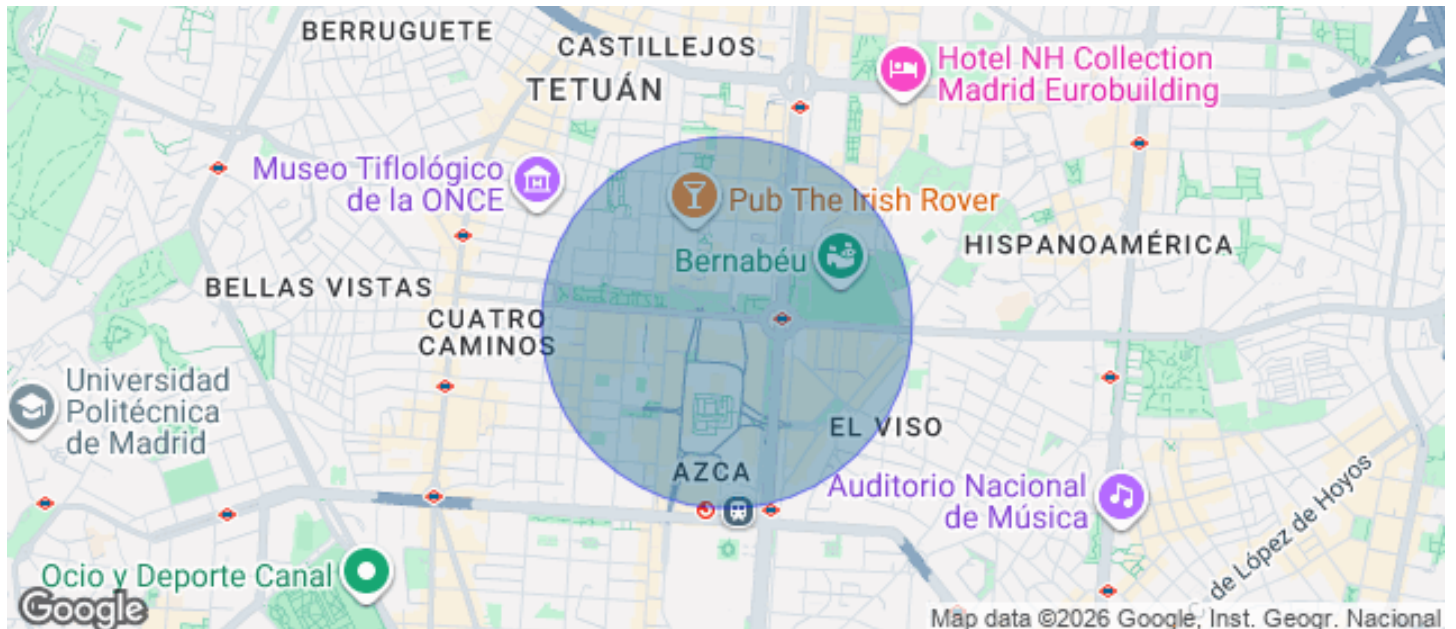 BERRUGUETE
CASTILLEJOS
TETUÁN
Hotel NH Collection
Madrid Eurobuilding
Museo Tiflológico
de la ONCE
Pub The Irish Rover
Bernabéu
HISPANOAMÉRICA
BELLAS VISTAS
CUATRO
CAMINOS
Universidad
Politécnica
de Madrid
EL VISO
AZCA
Auditorio Nacional
de Música
C. de López de Hoyos
Ocio y Deporte Canal
Google
Map data ©2026 Google, Inst. Geogr. Nacional